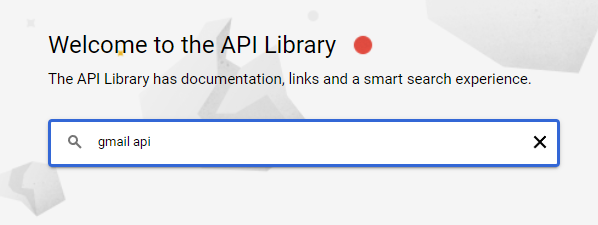 Welcome to the API Library
The API Library has documentation, links and a smart search experience.
gmail api